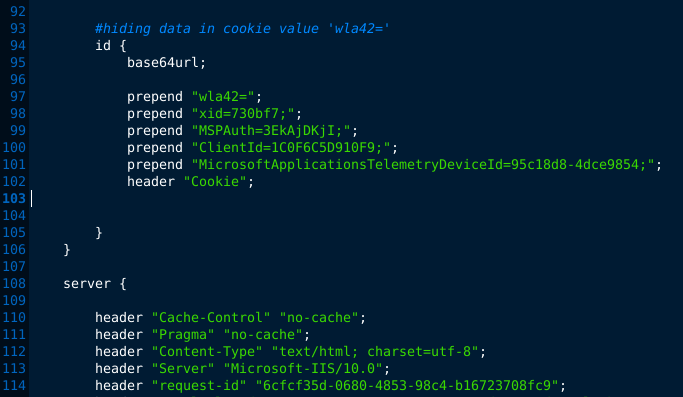 92
93 #hiding data in cookie value 'wla42='
94 id {
95 base64url;
96
97 prepend "wla42=";
98 prepend "xid=730bf7;";
99 prepend "MSPAuth=3EkAjDKjI;";
100 prepend "ClientId=1C0F6C5D910F9;";
101 prepend "MicrosoftApplicationsTelemetryDeviceId=95c18d8-4dce9854;";
102 header "Cookie";
103
104
105 }
106 }
107
108 server {
109
110 header "Cache-Control" "no-cache";
111 header "Pragma" "no-cache";
112 header "Content-Type" "text/html; charset=utf-8";
113 header "Server" "Microsoft-IIS/10.0";
114 header "request-id" "6cfcf35d-0680-4853-98c4-b16723708fc9";